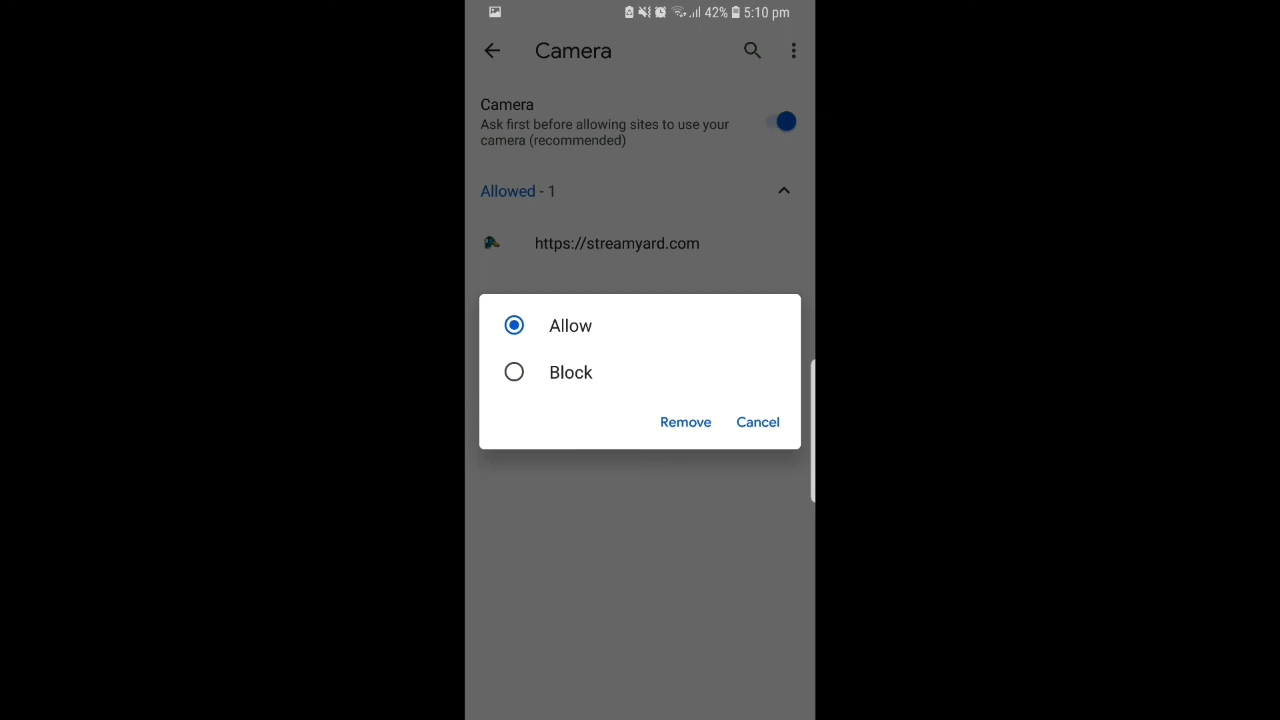 42% 5:10 pm
Camera
Camera
Ask first before allowing sites to use your
camera (recommended)
Allowed - 1
https://streamyard.com
Allow
Block
Remove Cancel